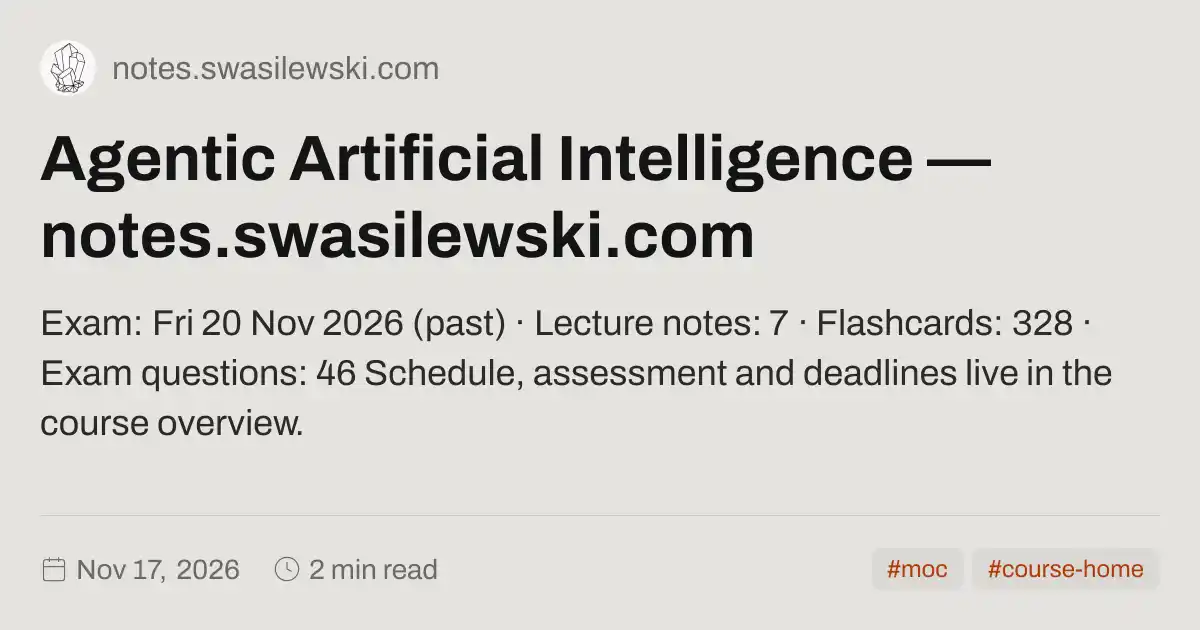 notes.swasilewski.com
Agentic Artificial Intelligence —
notes.swasilewski.com
Exam: Fri 20 Nov 2026 (past) · Lecture notes: 7 · Flashcards: 328 ·
Exam questions: 46 Schedule, assessment and deadlines live in the
course overview.
Nov 17, 2026 2 min read #moc #course-home